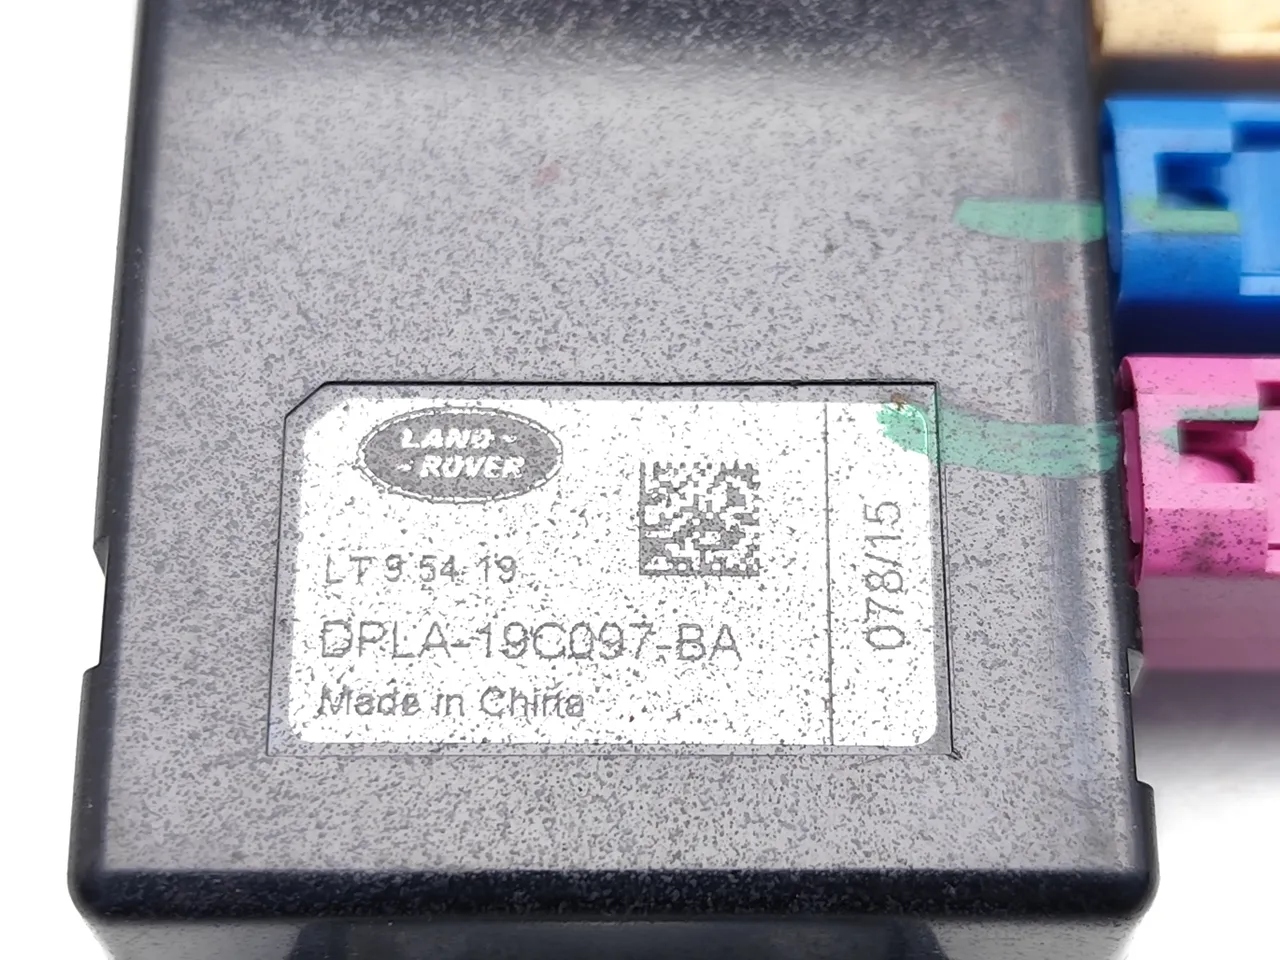 LAND
ROVER
LT 9 54 19
DPLA-19C097-BA
Made in China
078/15